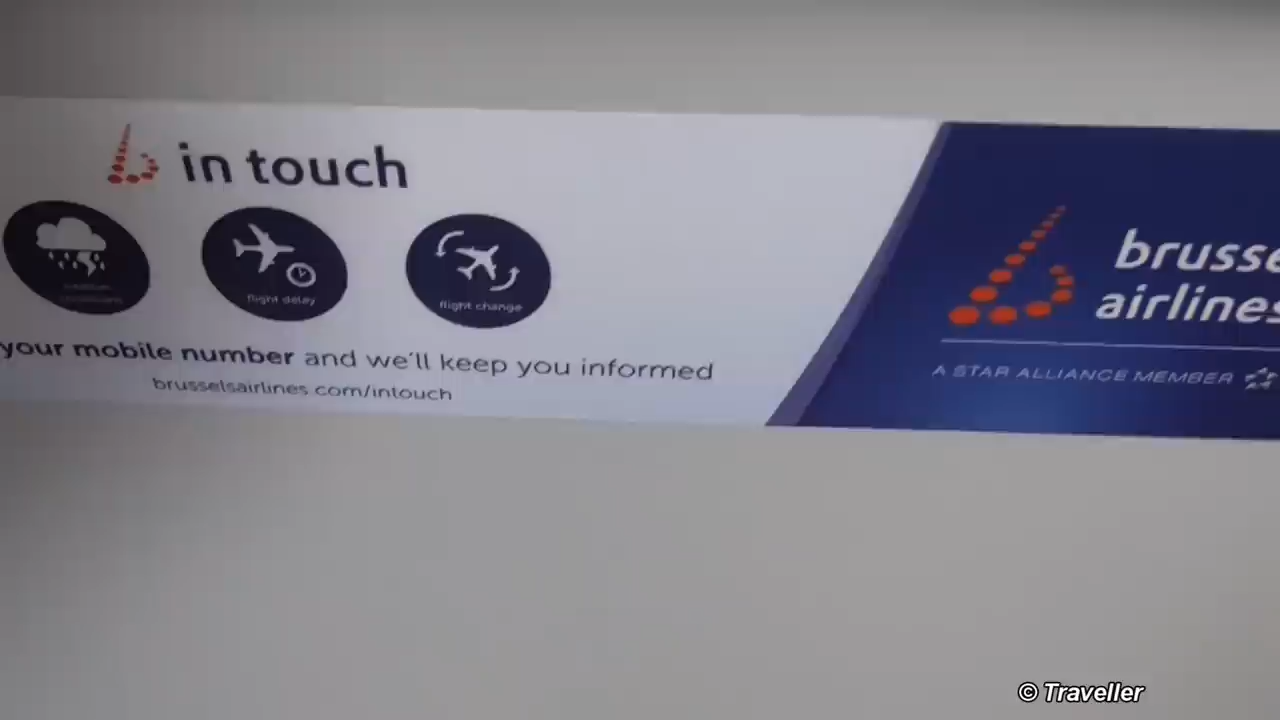 in touch
flight delay
flight change
your mobile number and we'll keep you informed
brusselsairlines.com/intouch
brusse
airlines
A STAR ALLIANCE MEMBER
© Traveller